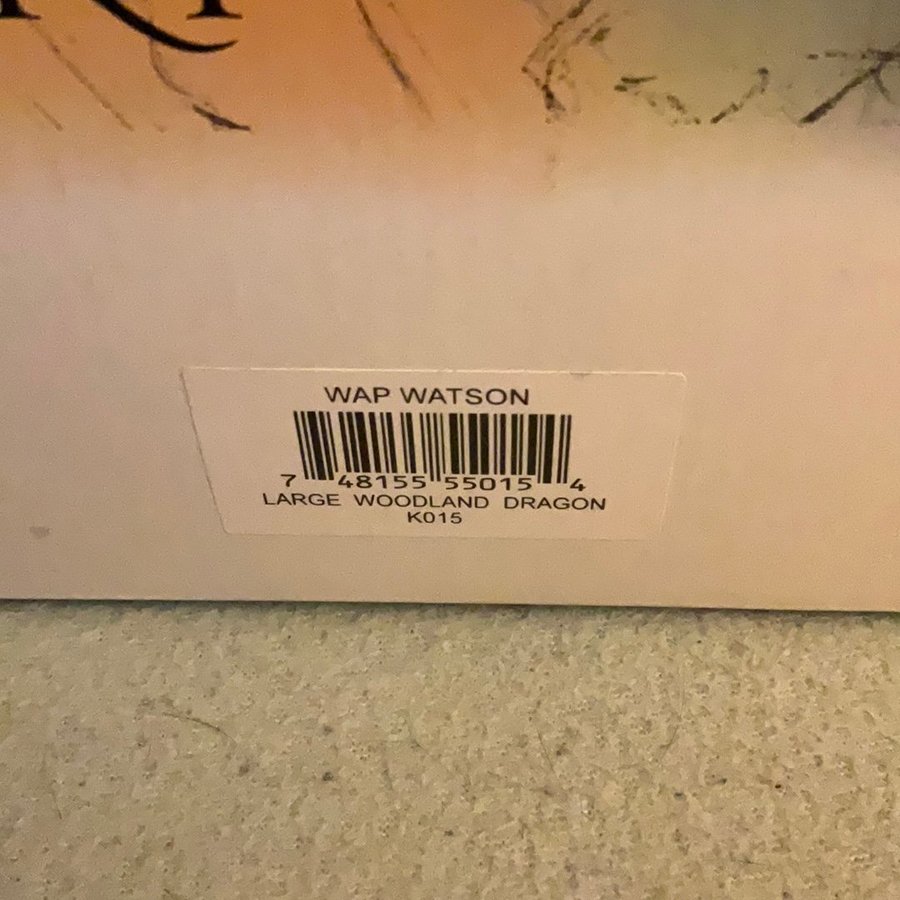 WAP WATSON
7 48155 55015 4
LARGE WOODLAND DRAGON
K015